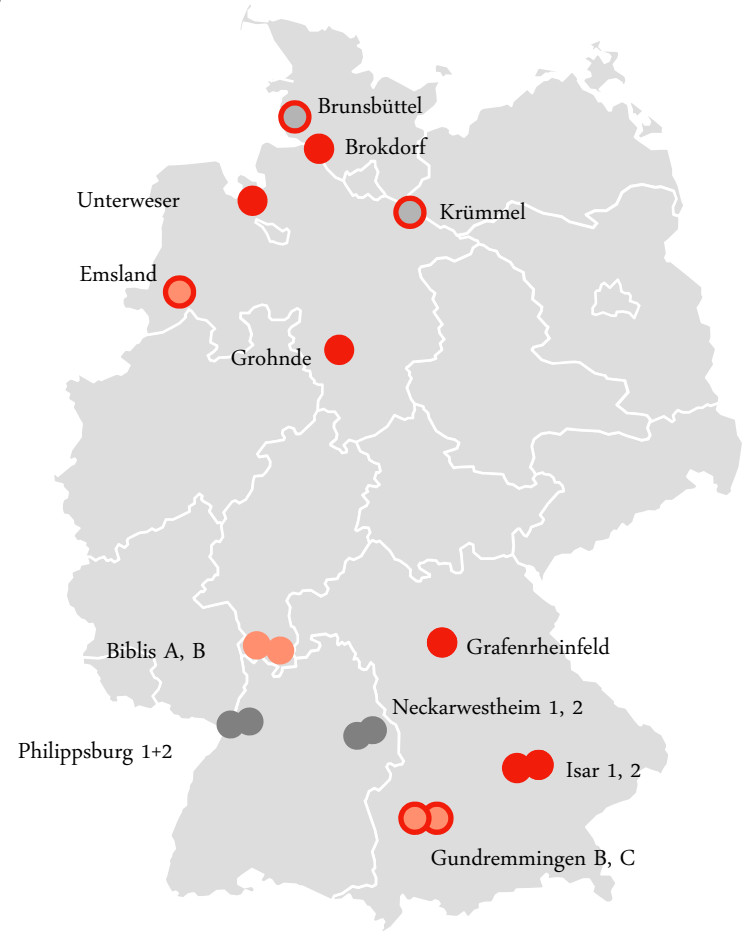 Brunsbüttel
Brokdorf
Unterweser
Krümmel
Emsland
Grohnde
Biblis A, B
Grafenrheinfeld
Neckarwestheim 1, 2
Philippsburg 1+2
Isar 1, 2
Gundremmingen B, C